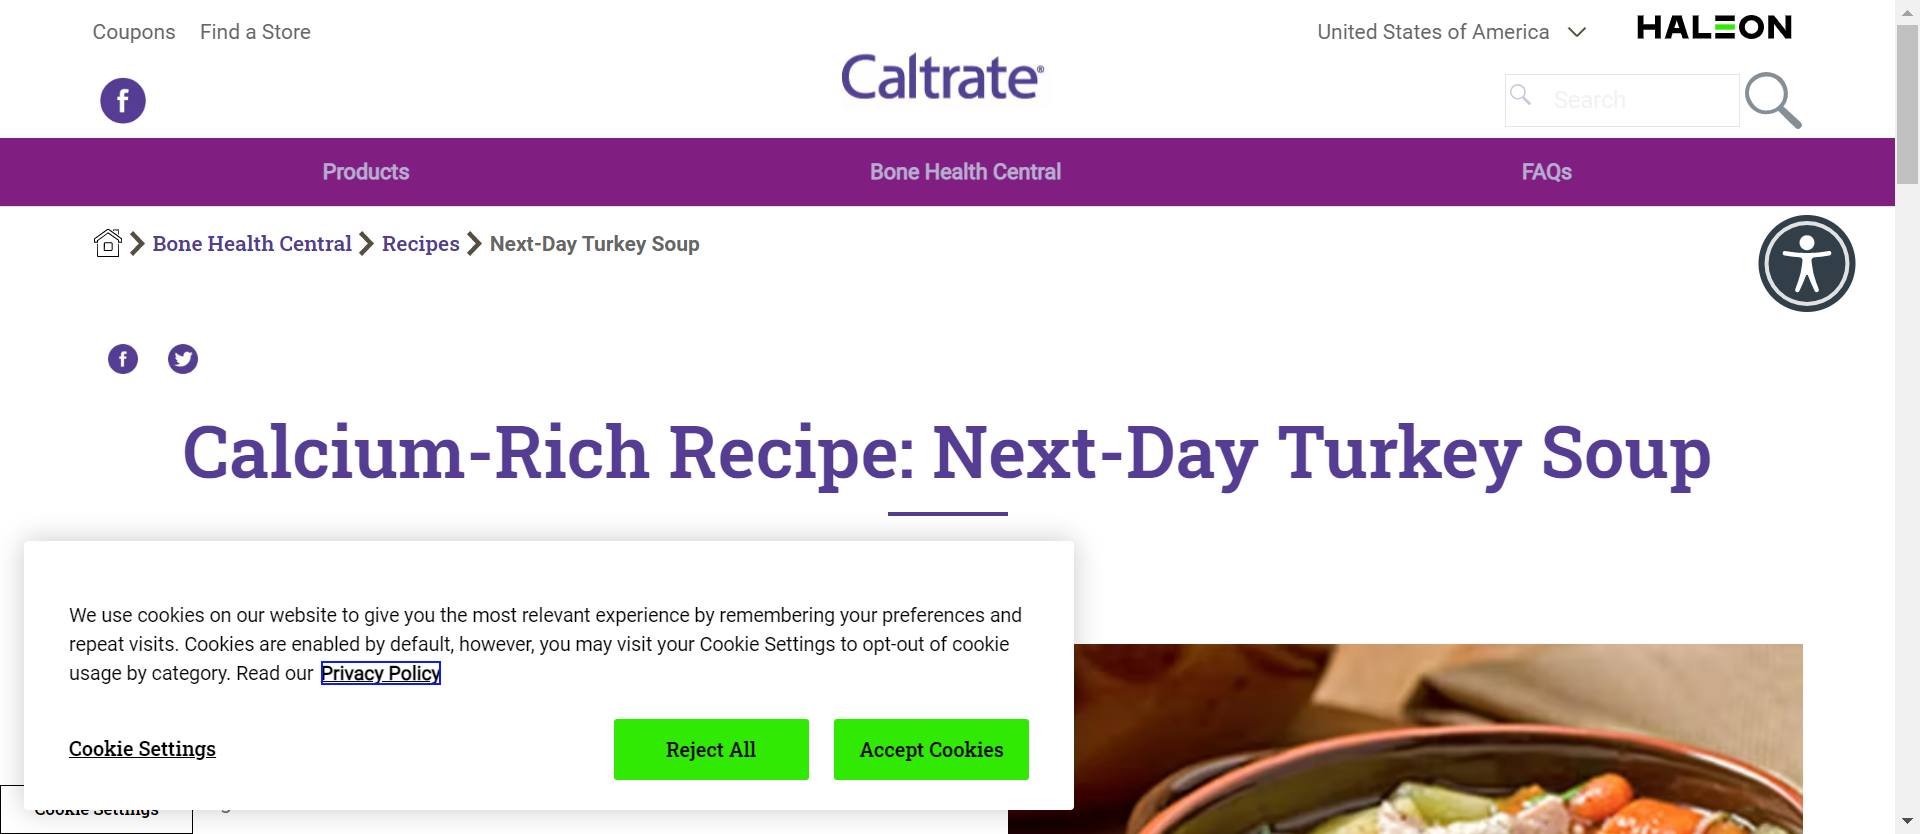 Coupons Find a Store United States of America HALEON
Caltrate®
Search
Products Bone Health Central FAQs
Bone Health Central Recipes Next-Day Turkey Soup
Calcium-Rich Recipe: Next-Day Turkey Soup
We use cookies on our website to give you the most relevant experience by remembering your preferences and
repeat visits. Cookies are enabled by default, however, you may visit your Cookie Settings to opt-out of cookie
usage by category. Read our Privacy Policy
Cookie Settings Reject All Accept Cookies
Cookie Settings